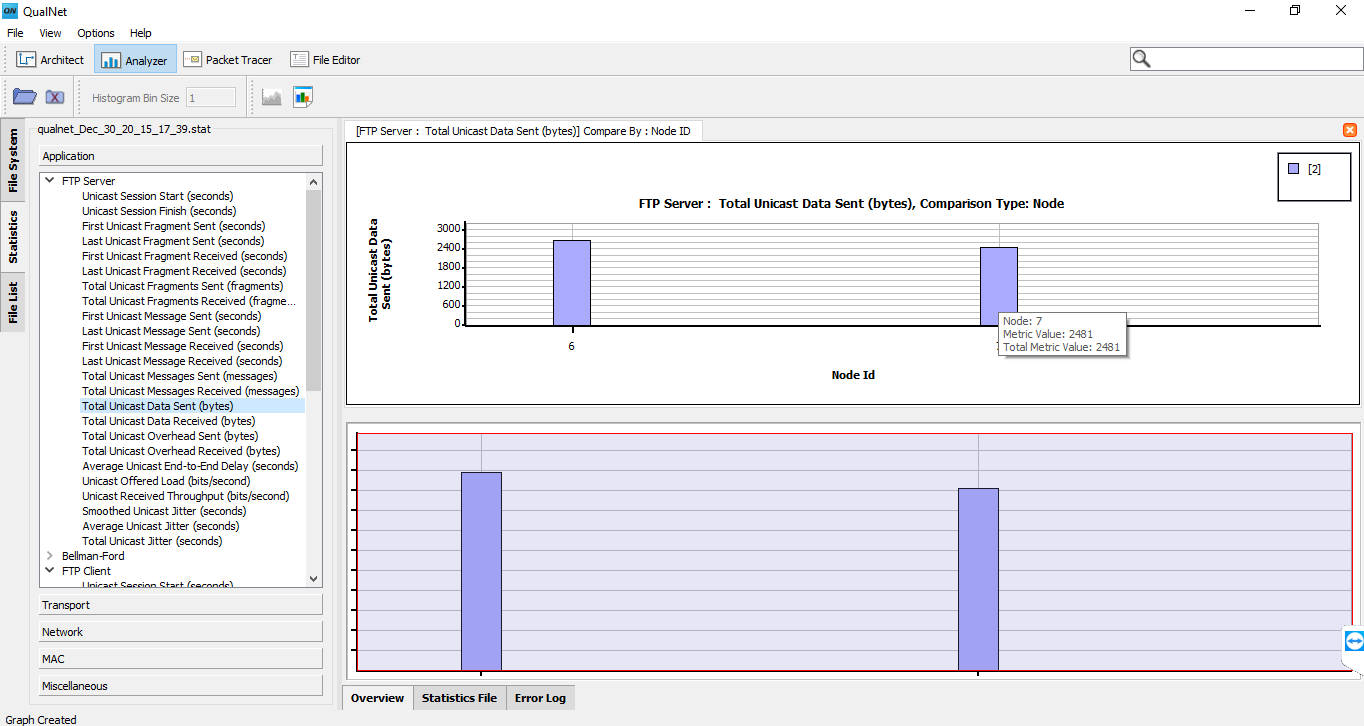 QualNet
File View Options Help
Architect Analyzer Packet Tracer File Editor
Histogram Bin Size 1
File System
Statistics
File List
qualnet_Dec_30_20_15_17_39.stat
Application
FTP Server
Unicast Session Start (seconds)
Unicast Session Finish (seconds)
First Unicast Fragment Sent (seconds)
Last Unicast Fragment Sent (seconds)
First Unicast Fragment Received (seconds)
Last Unicast Fragment Received (seconds)
Total Unicast Fragments Sent (fragments)
Total Unicast Fragments Received (fragme...
First Unicast Message Sent (seconds)
Last Unicast Message Sent (seconds)
First Unicast Message Received (seconds)
Last Unicast Message Received (seconds)
Total Unicast Messages Sent (messages)
Total Unicast Messages Received (messages)
Total Unicast Data Sent (bytes)
Total Unicast Data Received (bytes)
Total Unicast Overhead Sent (bytes)
Total Unicast Overhead Received (bytes)
Average Unicast End-to-End Delay (seconds)
Unicast Offered Load (bits/second)
Unicast Received Throughput (bits/second)
Smoothed Unicast Jitter (seconds)
Average Unicast Jitter (seconds)
Total Unicast Jitter (seconds)
Bellman-Ford
FTP Client
Unicast Session Start (seconds)
Transport
Network
MAC
Miscellaneous
[FTP Server : Total Unicast Data Sent (bytes)] Compare By : Node ID
[2]
FTP Server : Total Unicast Data Sent (bytes), Comparison Type: Node
Total Unicast Data
Sent (bytes)
3000
2400
1800
1200
600
0
6
Node: 7
Metric Value: 2481
Total Metric Value: 2481
Node Id
Overview Statistics File Error Log
Graph Created